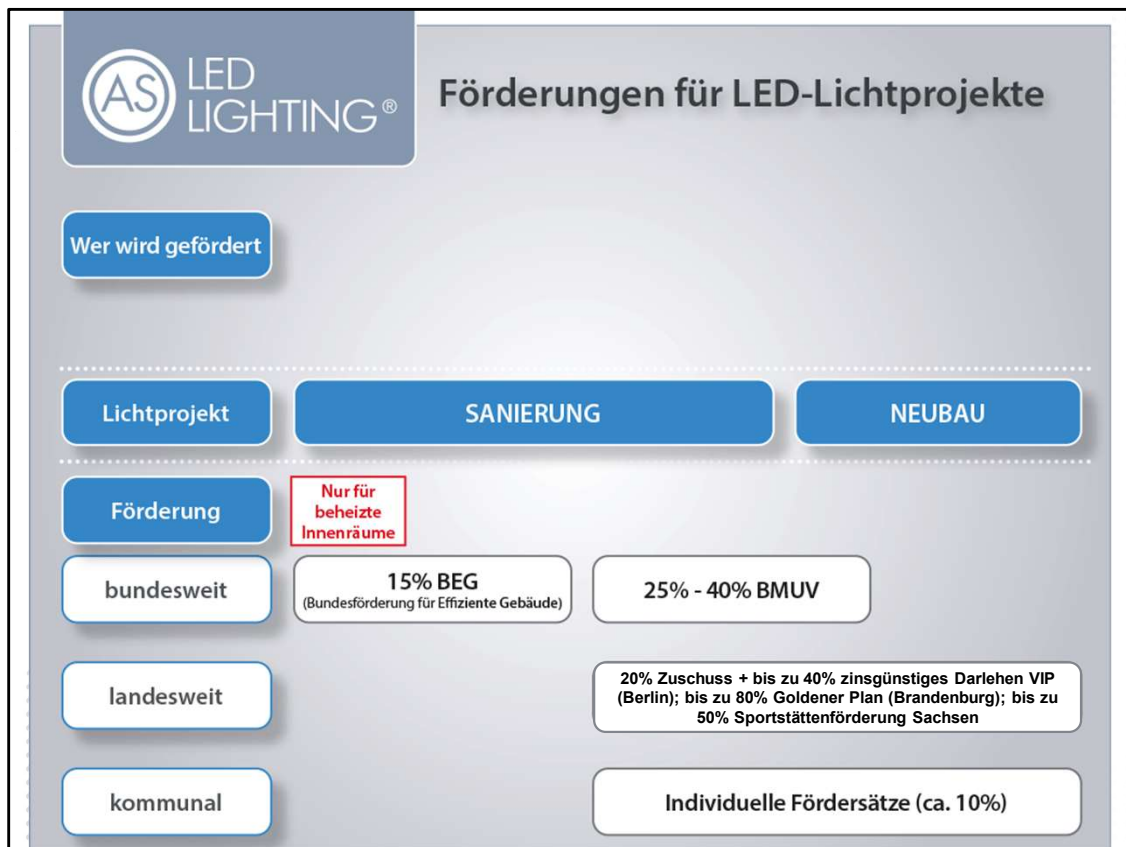 AS LED
LIGHTING®
Förderungen für LED-Lichtprojekte
Wer wird gefördert
Lichtprojekt
SANIERUNG
NEUBAU
Förderung
Nur für
beheizte
Innenräume
bundesweit
15% BEG
(Bundesförderung für Effiziente Gebäude)
25% - 40% BMUV
landesweit
20% Zuschuss + bis zu 40% zinsgünstiges Darlehen VIP
(Berlin); bis zu 80% Goldener Plan (Brandenburg); bis zu
50% Sportstättenförderung Sachsen
kommunal
Individuelle Fördersätze (ca. 10%)